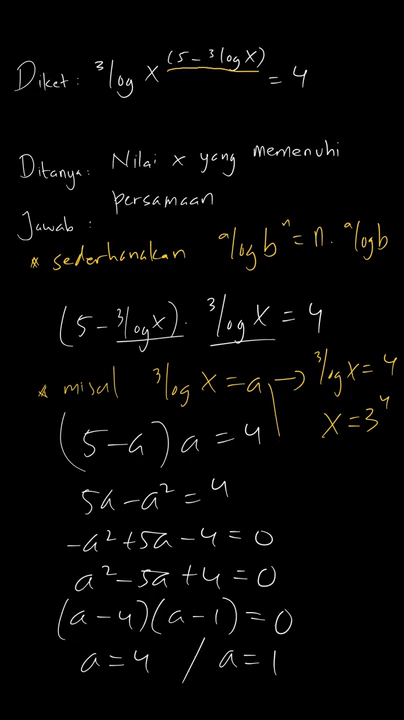 Diket: ³log x^(5-³log x) = 4
Ditanya: Nilai x yang memenuhi
persamaan
Jawab:
* sederhanakan ᵃlog bⁿ = n. ᵃlog b
(5-³log x). ³log x = 4
* misal ³log x = a → ³log x = 4
x = 3⁴
(5-a) a = 4
5a-a² = 4
-a²+5a-4=0
a²-5a+4=0
(a-4)(a-1)=0
a=4 / a=1